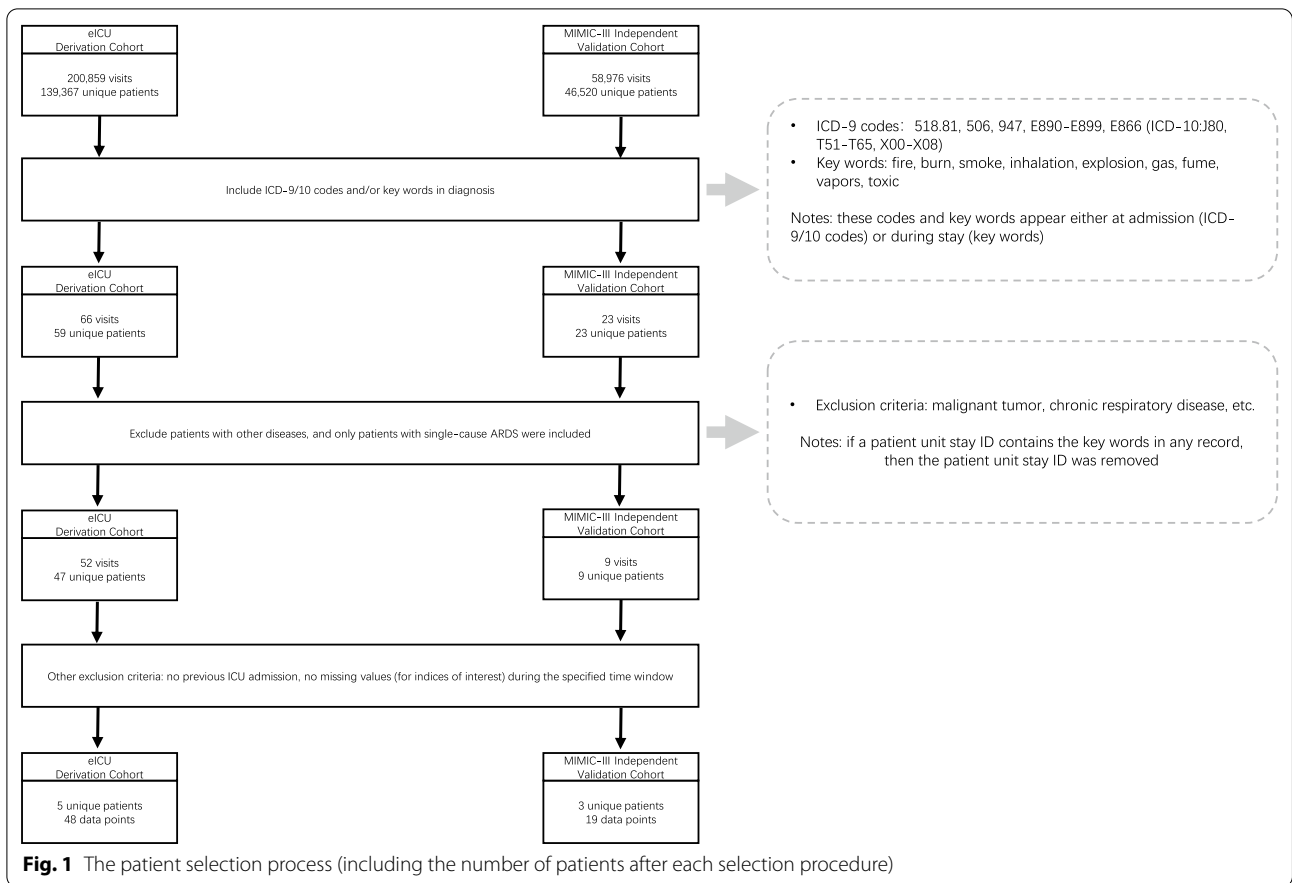 eICU
Derivation Cohort
200,859 visits
139,367 unique patients
MIMIC-III Independent
Validation Cohort
58,976 visits
46,520 unique patients
Include ICD-9/10 codes and/or key words in diagnosis
• ICD-9 codes: 518.81, 506, 947, E890-E899, E866 (ICD-10:J80,
T51-T65, X00-X08)
• Key words: fire, burn, smoke, inhalation, explosion, gas, fume,
vapors, toxic
Notes: these codes and key words appear either at admission (ICD-
9/10 codes) or during stay (key words)
eICU
Derivation Cohort
66 visits
59 unique patients
MIMIC-III Independent
Validation Cohort
23 visits
23 unique patients
Exclude patients with other diseases, and only patients with single-cause ARDS were included
• Exclusion criteria: malignant tumor, chronic respiratory disease, etc.
Notes: if a patient unit stay ID contains the key words in any record,
then the patient unit stay ID was removed
eICU
Derivation Cohort
52 visits
47 unique patients
MIMIC-III Independent
Validation Cohort
9 visits
9 unique patients
Other exclusion criteria: no previous ICU admission, no missing values (for indices of interest) during the specified time window
eICU
Derivation Cohort
5 unique patients
48 data points
MIMIC-III Independent
Validation Cohort
3 unique patients
19 data points
Fig. 1 The patient selection process (including the number of patients after each selection procedure)